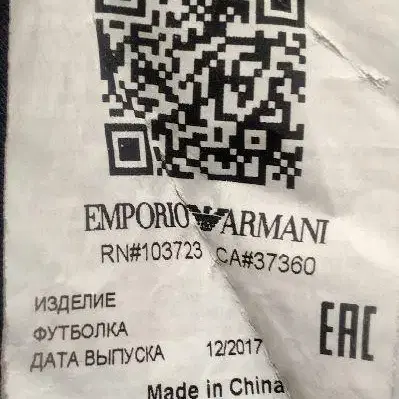 EMPORIO ARMANI
RN#103723 CA#37360
ИЗДЕЛИЕ
ФУТБОЛКА
ДАТА ВЫПУСКА 12/2017
EAC
Made in China